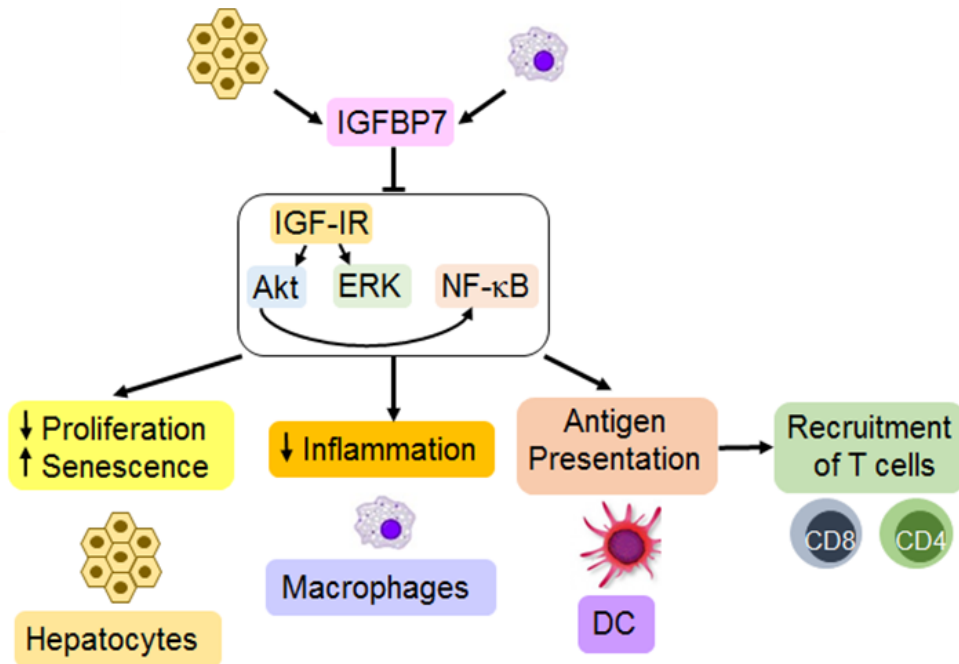 IGFBP7
IGF-IR
Akt
ERK
NF-κB
↓ Proliferation
↑ Senescence
↓ Inflammation
Antigen
Presentation
Recruitment
of T cells
CD8
CD4
Macrophages
DC
Hepatocytes